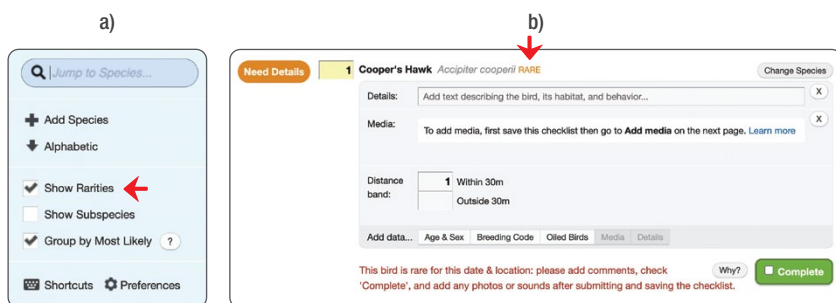 a)
Jump to Species...
Add Species
Alphabetic
Show Rarities
Show Subspecies
Group by Most Likely ?
Shortcuts Preferences
b)
Need Details 1 Cooper's Hawk Accipiter cooperii RARE Change Species
Details: Add text describing the bird, its habitat, and behavior... X
Media: To add media, first save this checklist then go to Add media on the next page. Learn more X
Distance band: 1 Within 30m
Outside 30m
Add data... Age & Sex Breeding Code Oiled Birds Media Details
This bird is rare for this date & location: please add comments, check Why? Complete
'Complete', and add any photos or sounds after submitting and saving the checklist.